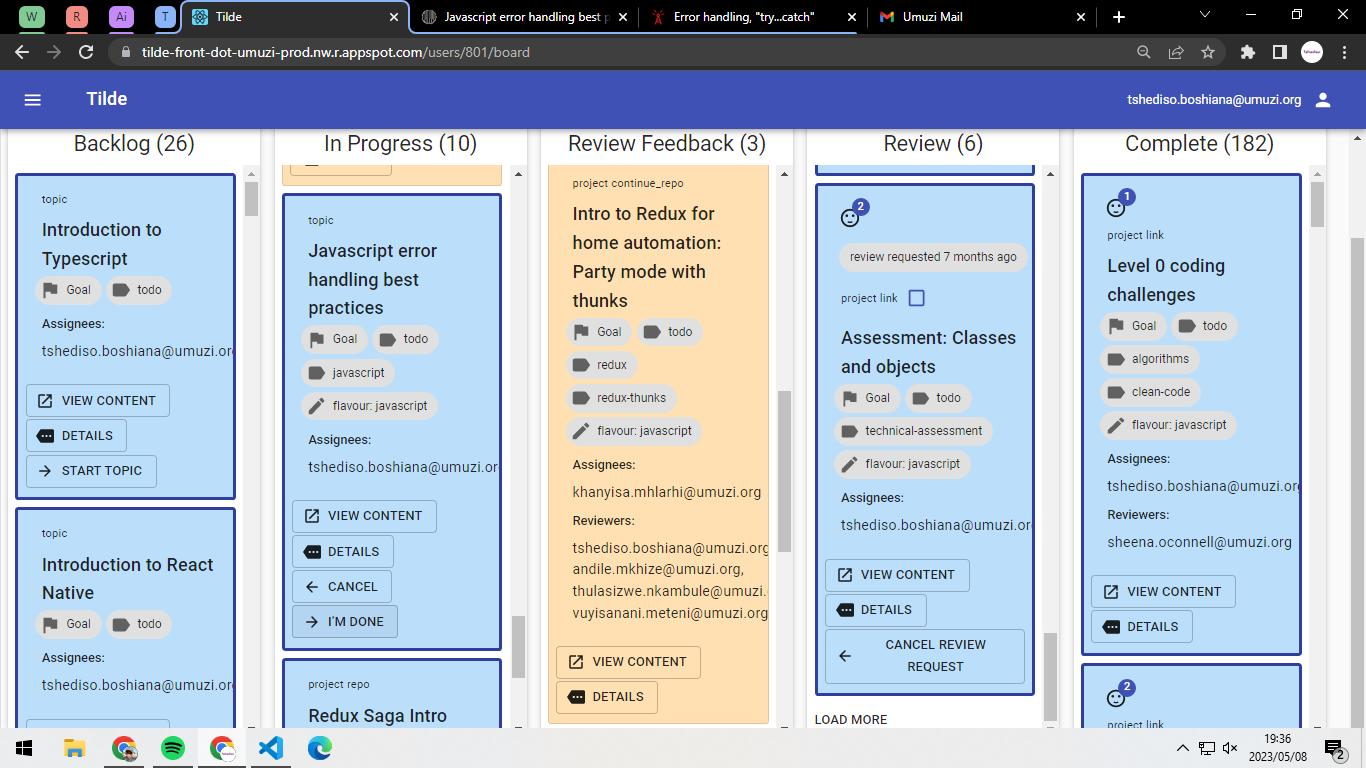 W
R
Ai
T
Tilde
Javascript error handling best p
Error handling, "try...catch"
Umuzi Mail
tilde-front-dot-umuzi-prod.nw.r.appspot.com/users/801/board
Tilde
tshediso.boshiana@umuzi.org
Backlog (26)
topic
Introduction to
Typescript
Goal
todo
Assignees:
tshediso.boshiana@umuzi.org
VIEW CONTENT
DETAILS
START TOPIC
topic
Introduction to React
Native
Goal
todo
Assignees:
tshediso.boshiana@umuzi.org
In Progress (10)
topic
Javascript error
handling best
practices
Goal
todo
javascript
flavour: javascript
Assignees:
tshediso.boshiana@umuzi.org
VIEW CONTENT
DETAILS
CANCEL
I'M DONE
project repo
Redux Saga Intro
Review Feedback (3)
project continue_repo
Intro to Redux for
home automation:
Party mode with
thunks
Goal
todo
redux
redux-thunks
flavour: javascript
Assignees:
khanyisa.mhlarhi@umuzi.org
Reviewers:
tshediso.boshiana@umuzi.org
andile.mkhize@umuzi.org,
thulasizwe.nkambule@umuzi.
vuyisanani.meteni@umuzi.org
VIEW CONTENT
DETAILS
Review (6)
2
review requested 7 months ago
project link
Assessment: Classes
and objects
Goal
todo
technical-assessment
flavour: javascript
Assignees:
tshediso.boshiana@umuzi.org
VIEW CONTENT
DETAILS
CANCEL REVIEW
REQUEST
LOAD MORE
Complete (182)
1
project link
Level 0 coding
challenges
Goal
todo
algorithms
clean-code
flavour: javascript
Assignees:
tshediso.boshiana@umuzi.org
Reviewers:
sheena.oconnell@umuzi.org
VIEW CONTENT
DETAILS
2
project link
19:36
2023/05/08
2